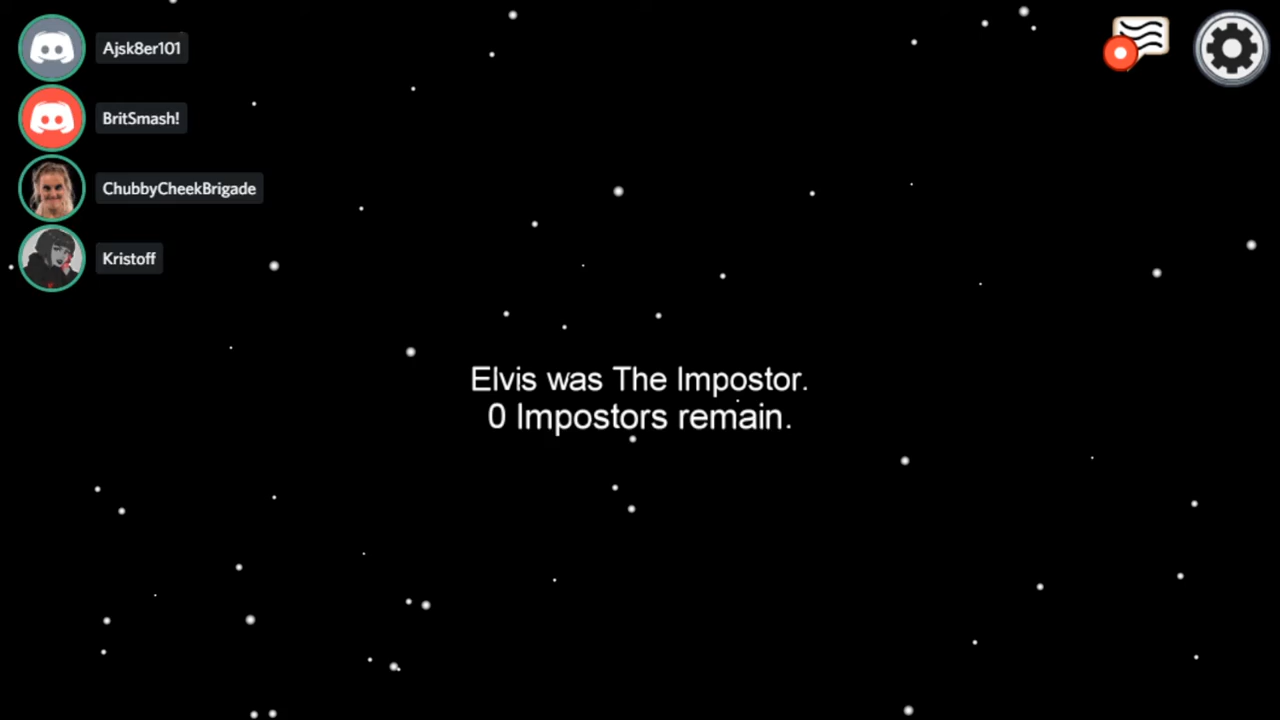 Ajsk8er101
BritSmash!
ChubbyCheekBrigade
Kristoff
Elvis was The Impostor.
0 Impostors remain.